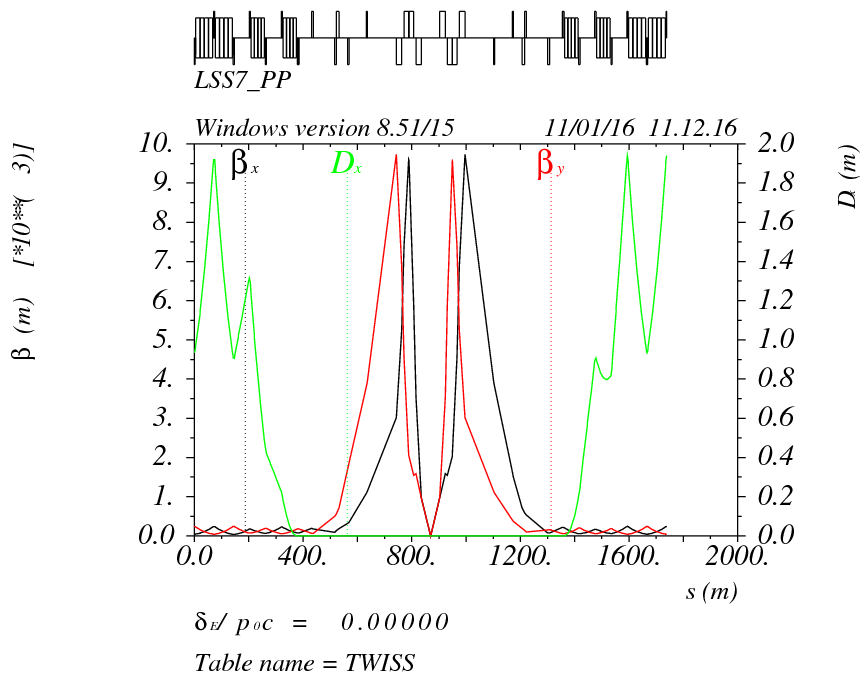 LSS7_PP
Windows version 8.51/15 11/01/16 11.12.16
10. 2.0
βx Dx βy
9. 1.8
8. 1.6
7. 1.4
6. 1.2
5. 1.0
4. 0.8
3. 0.6
2. 0.4
1. 0.2
0.0 0.0
0.0 400. 800. 1200. 1600. 2000.
s (m)
β (m) [*10**( 3)]
Dx (m)
δE/ p0c = 0.00000
Table name = TWISS